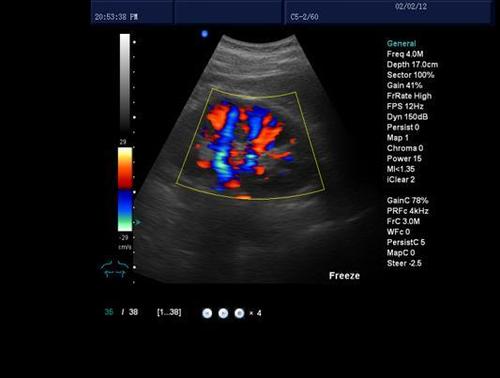 02/02/12
20:53:38 PM
C5-2/60
General
Freq 4.0M
Depth 17.0cm
Sector 100%
Gain 41%
FrRate High
FPS 12Hz
Dyn 150dB
Persist 0
Map 1
Chroma 0
Power 15
MI<1.35
iClear 2
29
-29
cm/s
GainC 78%
PRFc 4kHz
FrC 3.0M
WFc 0
PersistC 5
MapC 0
Steer -2.5
Freeze
35 / 38 [1...38] × 4